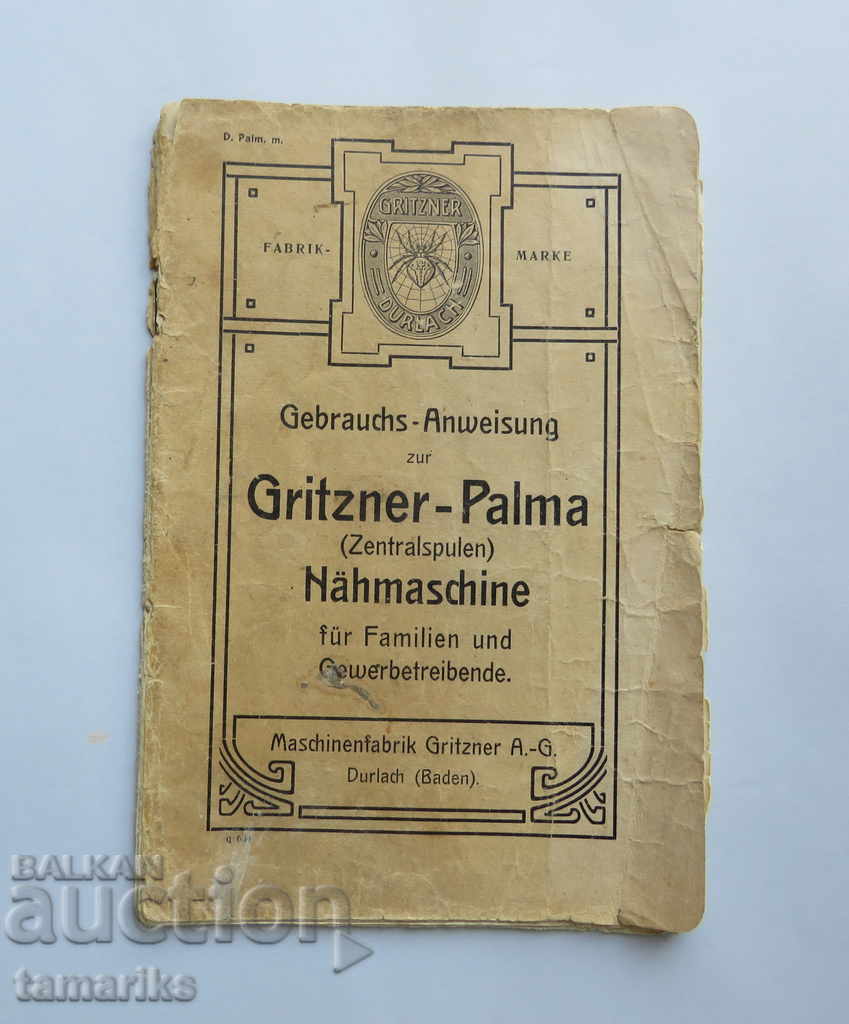 D. Palm. m.
GRITZNER
FABRIK-
MARKE
DURLACH
Gebrauchs-Anweisung
zur
Gritzner-Palma
(Zentralspulen)
Nähmaschine
für Familien und
Gewerbetreibende.
Maschinenfabrik Gritzner A.-G.
Durlach (Baden).
BALKAN
auction
tamariks